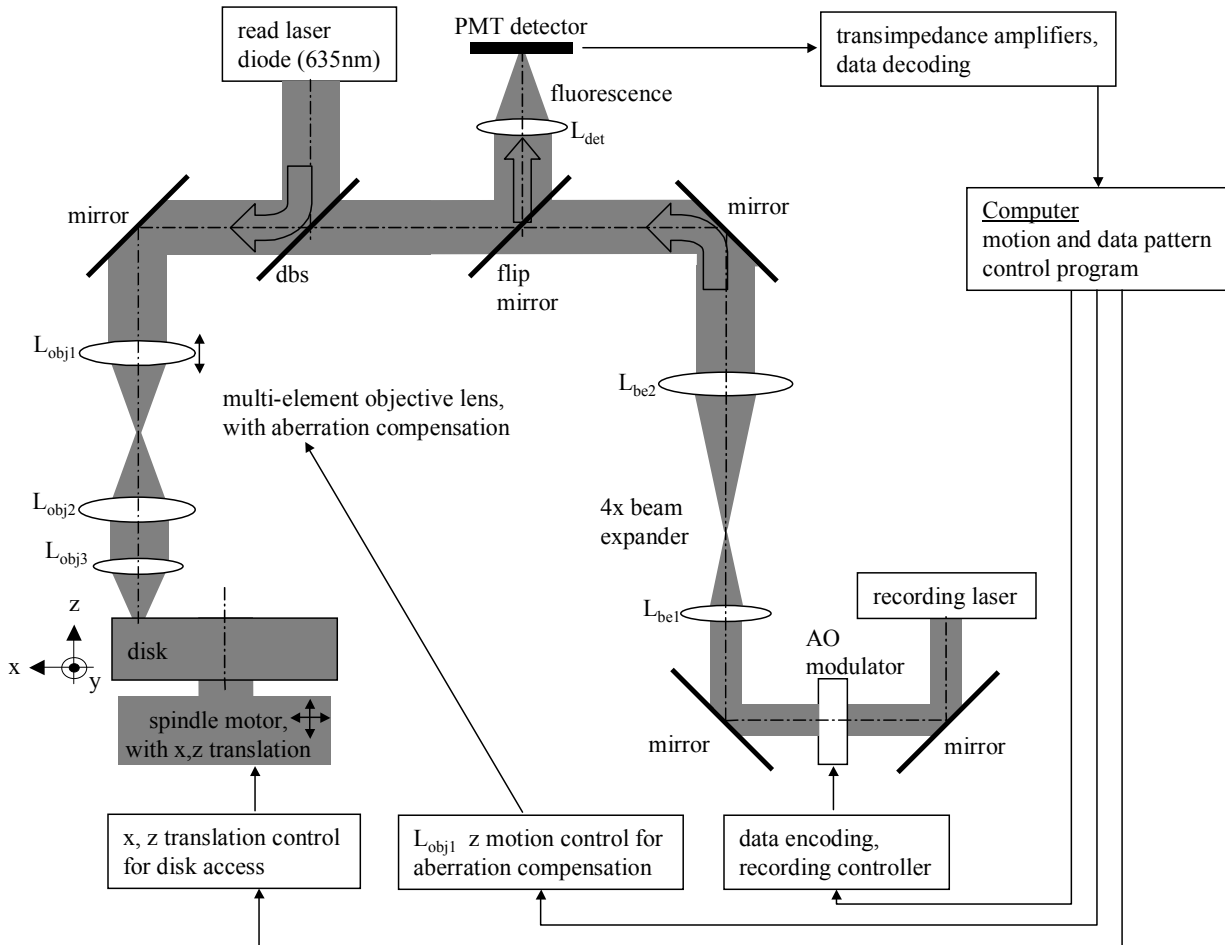 read laser
diode (635nm)
PMT detector
transimpedance amplifiers,
data decoding
fluorescence
L_det
mirror
dbs
flip
mirror
mirror
Computer
motion and data pattern
control program
L_obj1
multi-element objective lens,
with aberration compensation
L_be2
L_obj2
4x beam
expander
L_obj3
L_be1
recording laser
z
x
y
disk
AO
modulator
spindle motor,
with x,z translation
mirror
mirror
x, z translation control
for disk access
L_obj1 z motion control for
aberration compensation
data encoding,
recording controller